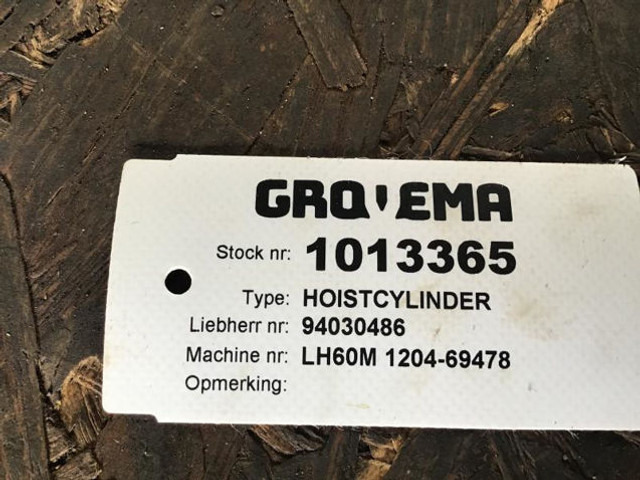 GRO'EMA
Stock nr: 1013365
Type: HOISTCYLINDER
Liebherr nr: 94030486
Machine nr: LH60M 1204-69478
Opmerking: